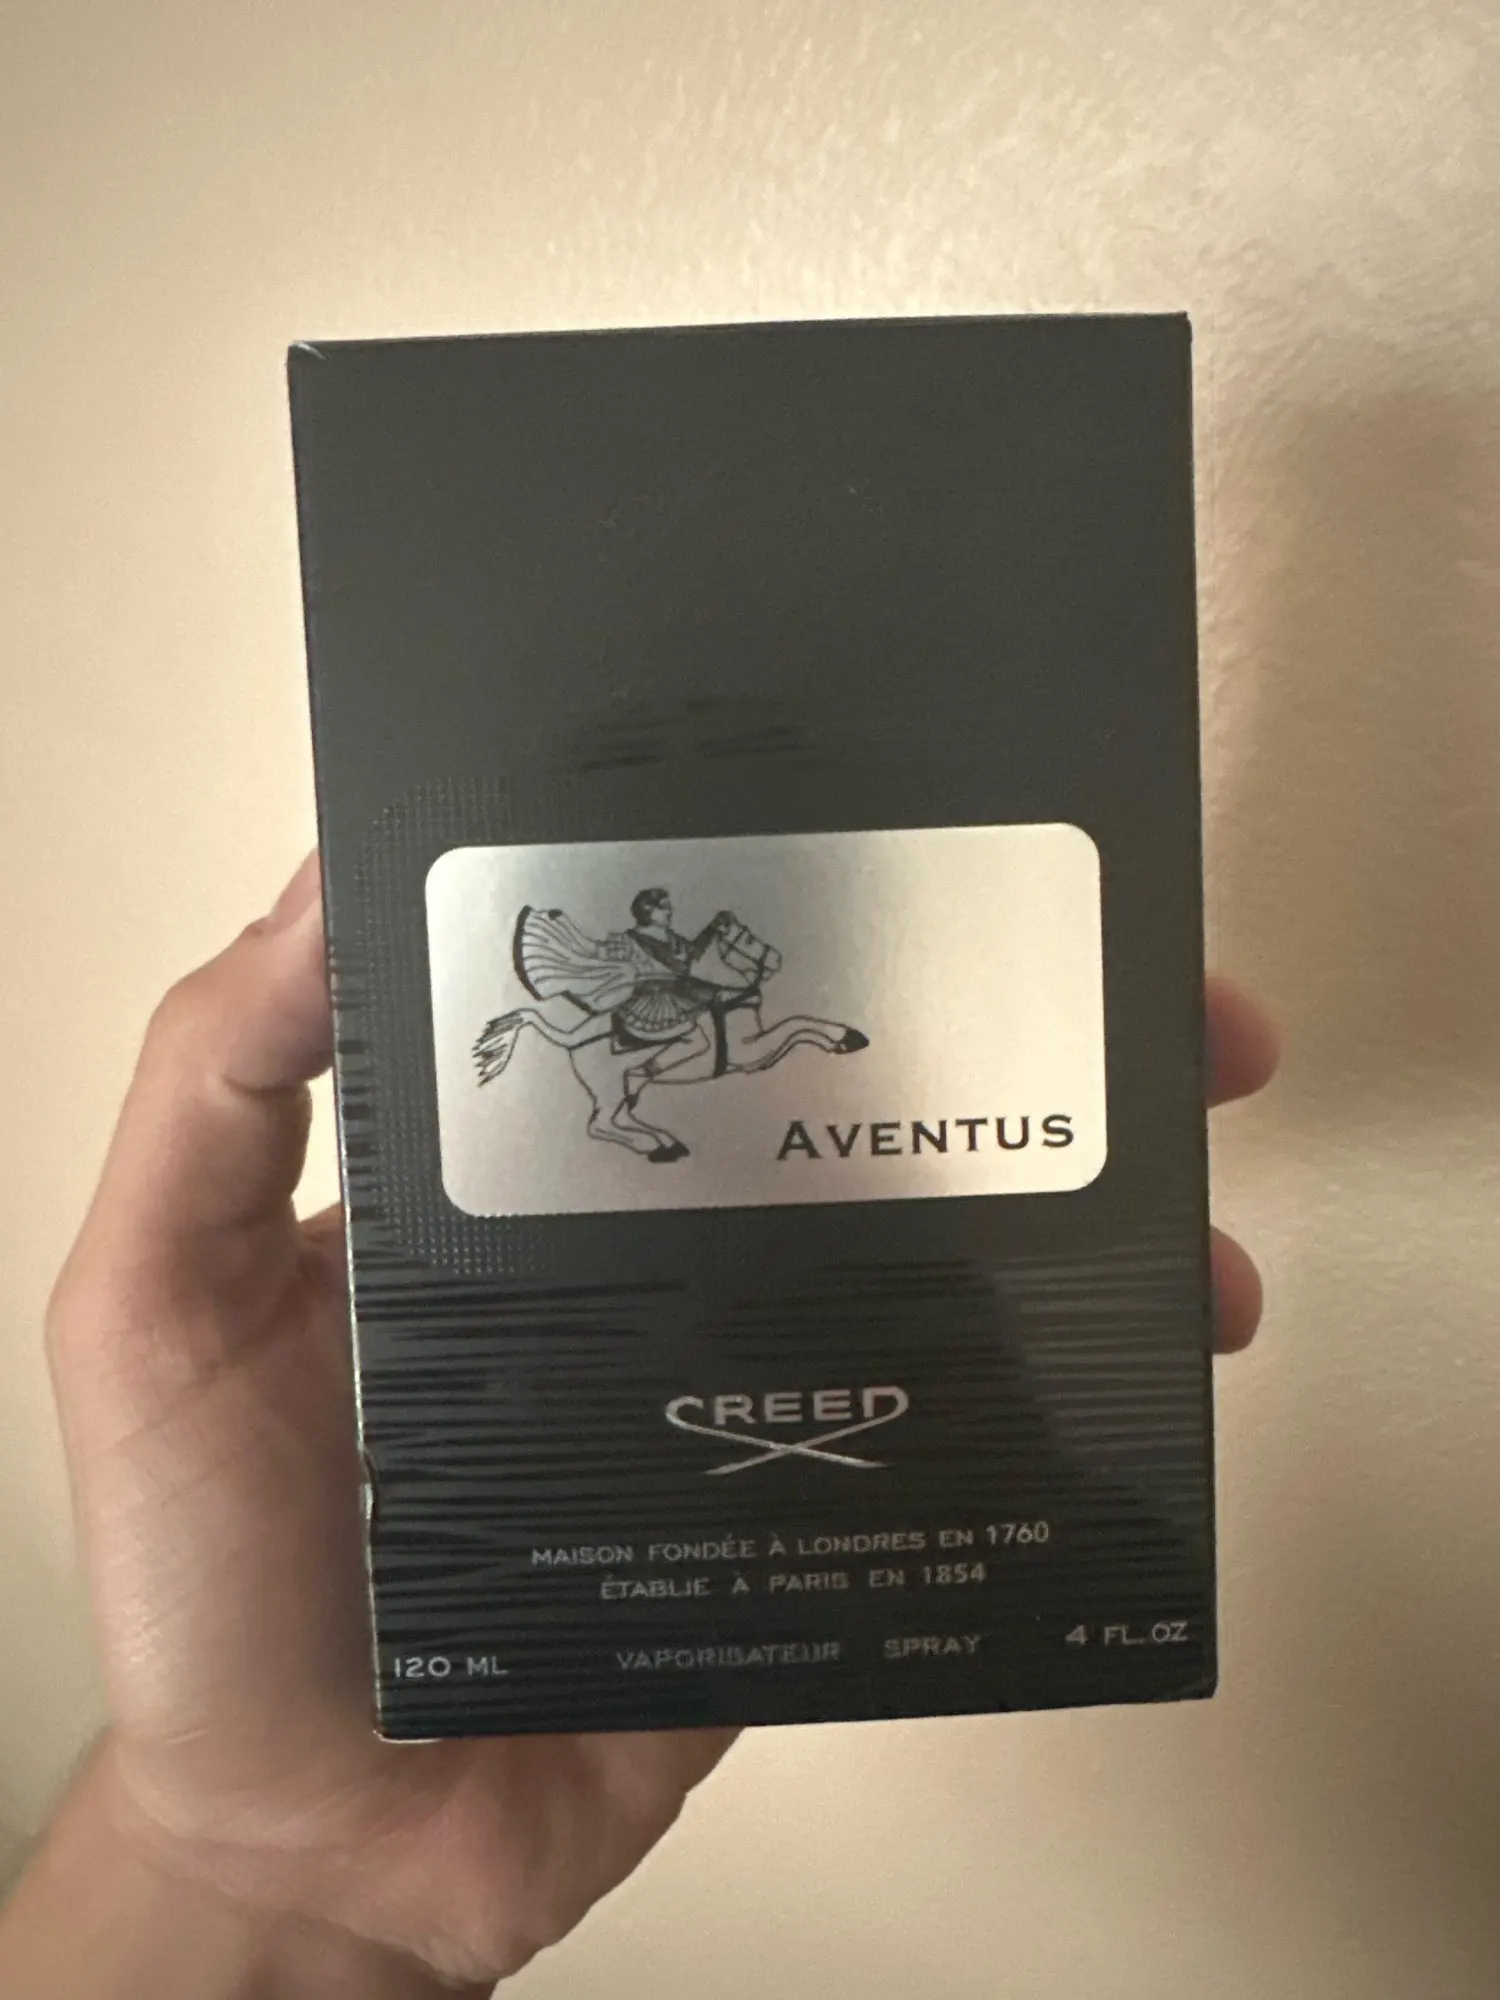 AVENTUS
CREED
MAISON FONDÉE À LONDRES EN 1760
ÉTABLIE À PARIS EN 1854
120 ML VAPORISATEUR SPRAY 4 FL. OZ